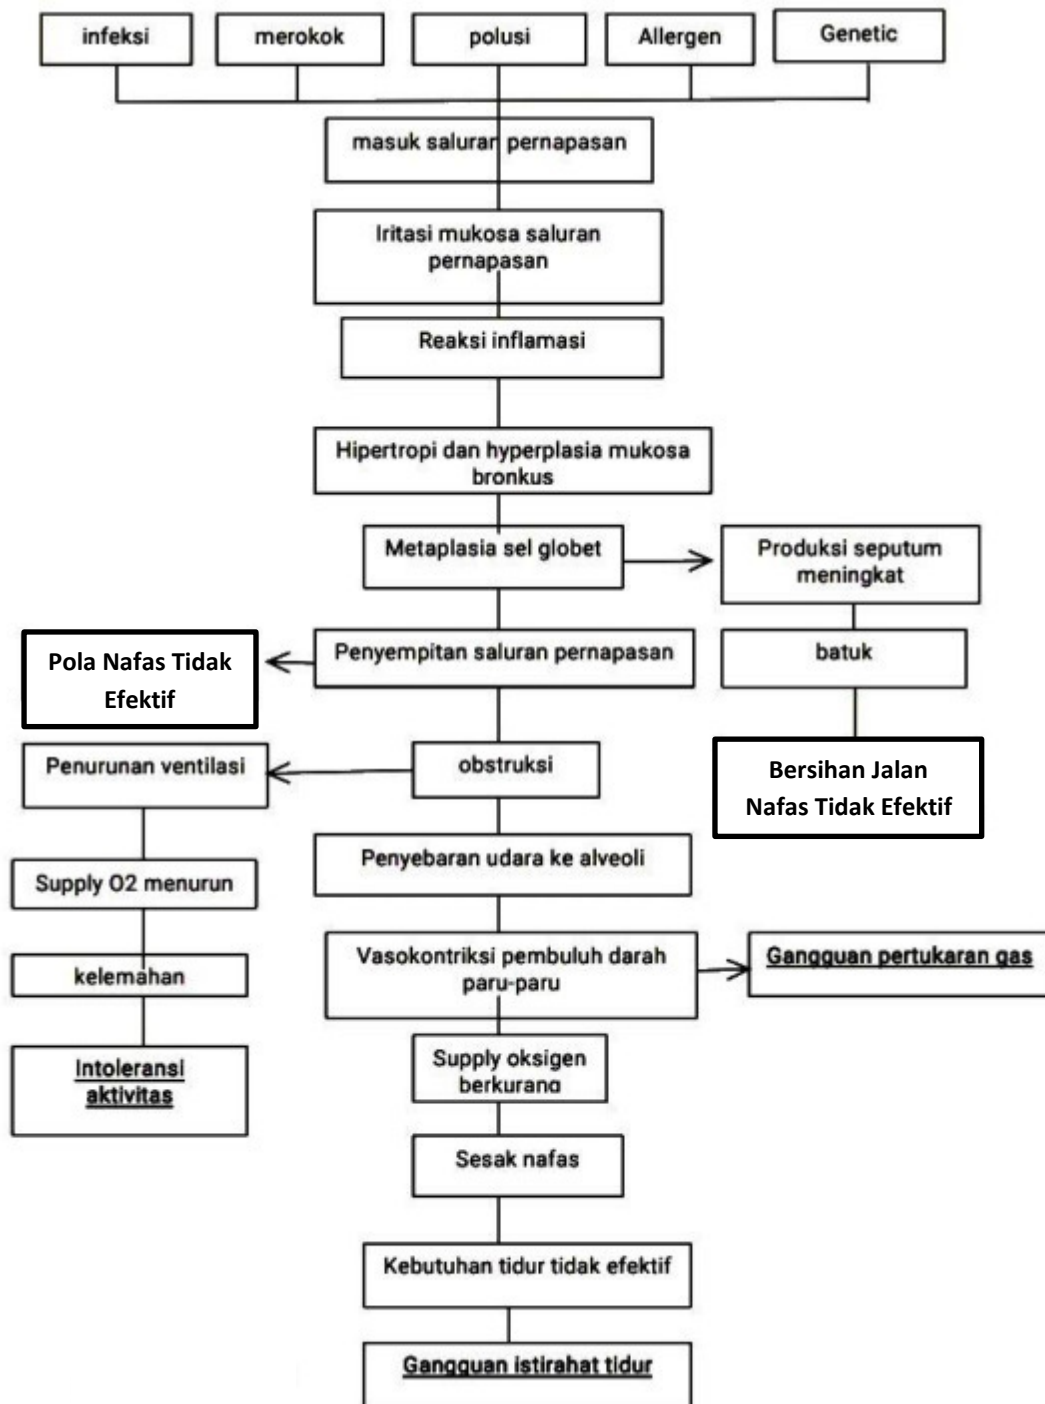 infeksi
merokok
polusi
Allergen
Genetic
masuk saluran pernapasan
Iritasi mukosa saluran
pernapasan
Reaksi inflamasi
Hipertropi dan hyperplasia mukosa
bronkus
Metaplasia sel globet
Produksi seputum
meningkat
Pola Nafas Tidak
Efektif
Penyempitan saluran pernapasan
batuk
Penurunan ventilasi
obstruksi
Bersihan Jalan
Nafas Tidak Efektif
Supply O2 menurun
Penyebaran udara ke alveoli
kelemahan
Vasokontriksi pembuluh darah
paru-paru
Gangguan pertukaran gas
Intoleransi
aktivitas
Supply oksigen
berkurang
Sesak nafas
Kebutuhan tidur tidak efektif
Gangguan istirahat tidur